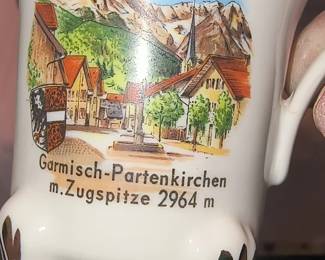 Garmisch-Partenkirchen
m.Zugspitze 2964 m